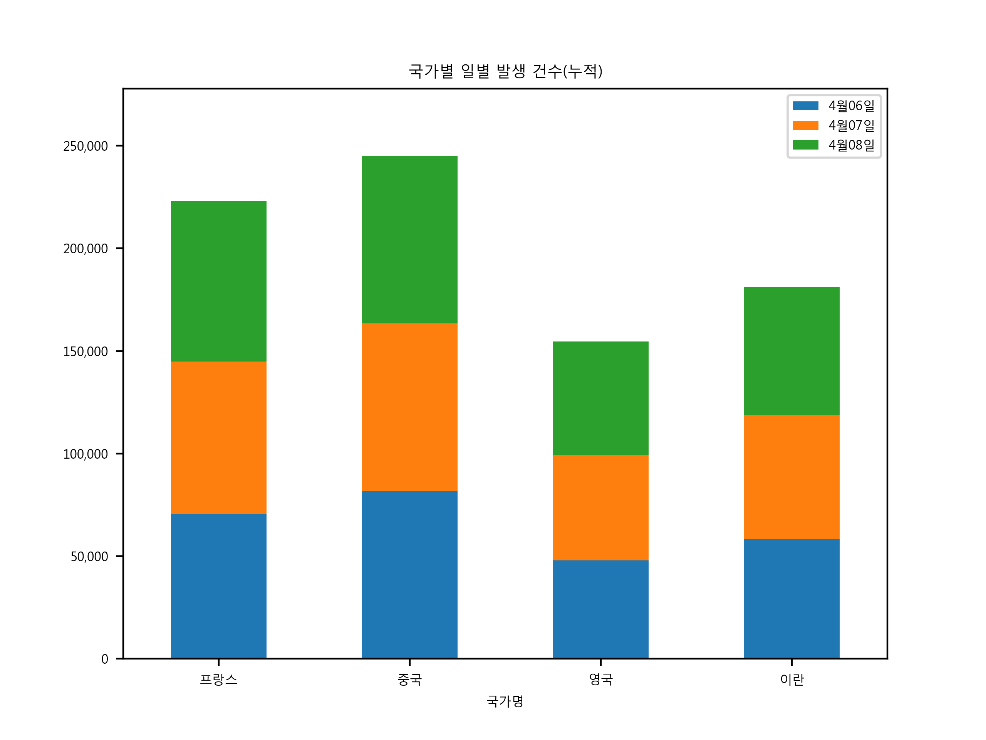 국가별 일별 발생 건수(누적)
4월06일
4월07일
4월08일
250,000
200,000
150,000
100,000
50,000
0
프랑스 중국 영국 이란
국가명